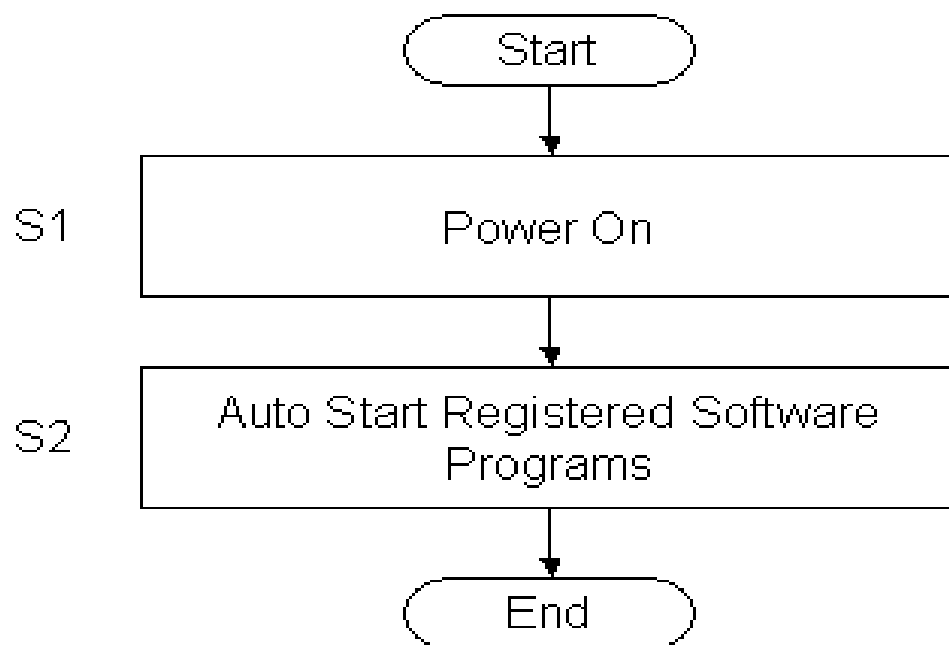 Start
S1
Power On
S2
Auto Start Registered Software
Programs
End